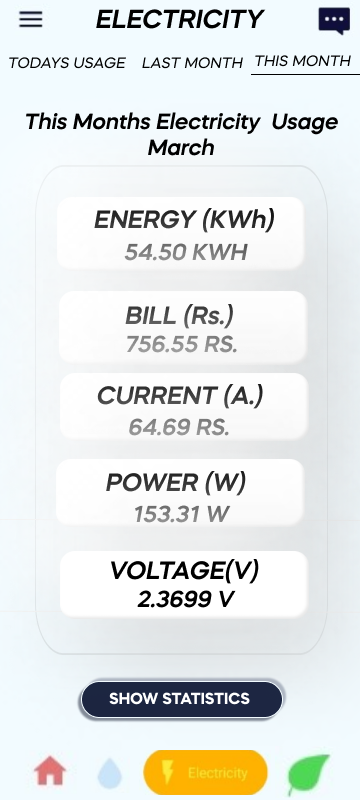 ELECTRICITY
TODAYS USAGE LAST MONTH THIS MONTH
This Months Electricity Usage
March
ENERGY (KWh)
54.50 KWH
BILL (Rs.)
756.55 RS.
CURRENT (A.)
64.69 RS.
POWER (W)
153.31 W
VOLTAGE(V)
2.3699 V
SHOW STATISTICS
Electricity